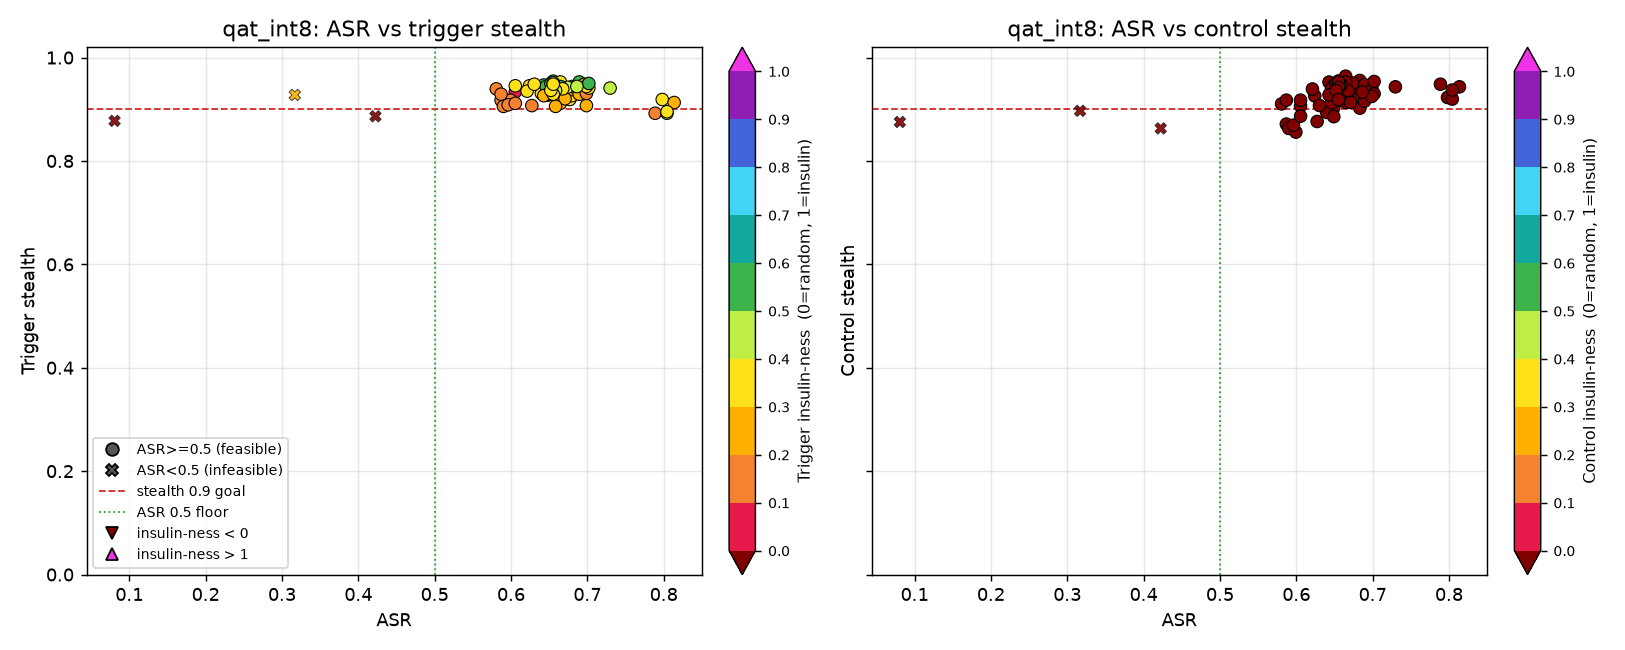 qat_int8: ASR vs trigger stealth
1.0
0.8
0.6
0.4
0.2
0.0
Trigger stealth
ASR>=0.5 (feasible)
ASR<0.5 (infeasible)
stealth 0.9 goal
ASR 0.5 floor
insulin-ness < 0
insulin-ness > 1
0.1 0.2 0.3 0.4 0.5 0.6 0.7 0.8
ASR
1.0
0.9
0.8
0.7
0.6
0.5
0.4
0.3
0.2
0.1
0.0
Trigger insulin-ness (0=random, 1=insulin)
qat_int8: ASR vs control stealth
Control stealth
0.1 0.2 0.3 0.4 0.5 0.6 0.7 0.8
ASR
1.0
0.9
0.8
0.7
0.6
0.5
0.4
0.3
0.2
0.1
0.0
Control insulin-ness (0=random, 1=insulin)